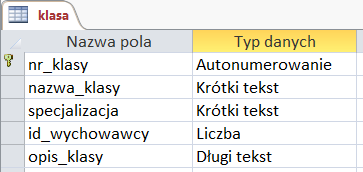 klasa
Nazwa pola Typ danych
nr_klasy Autonumerowanie
nazwa_klasy Krótki tekst
specjalizacja Krótki tekst
id_wychowawcy Liczba
opis_klasy Długi tekst